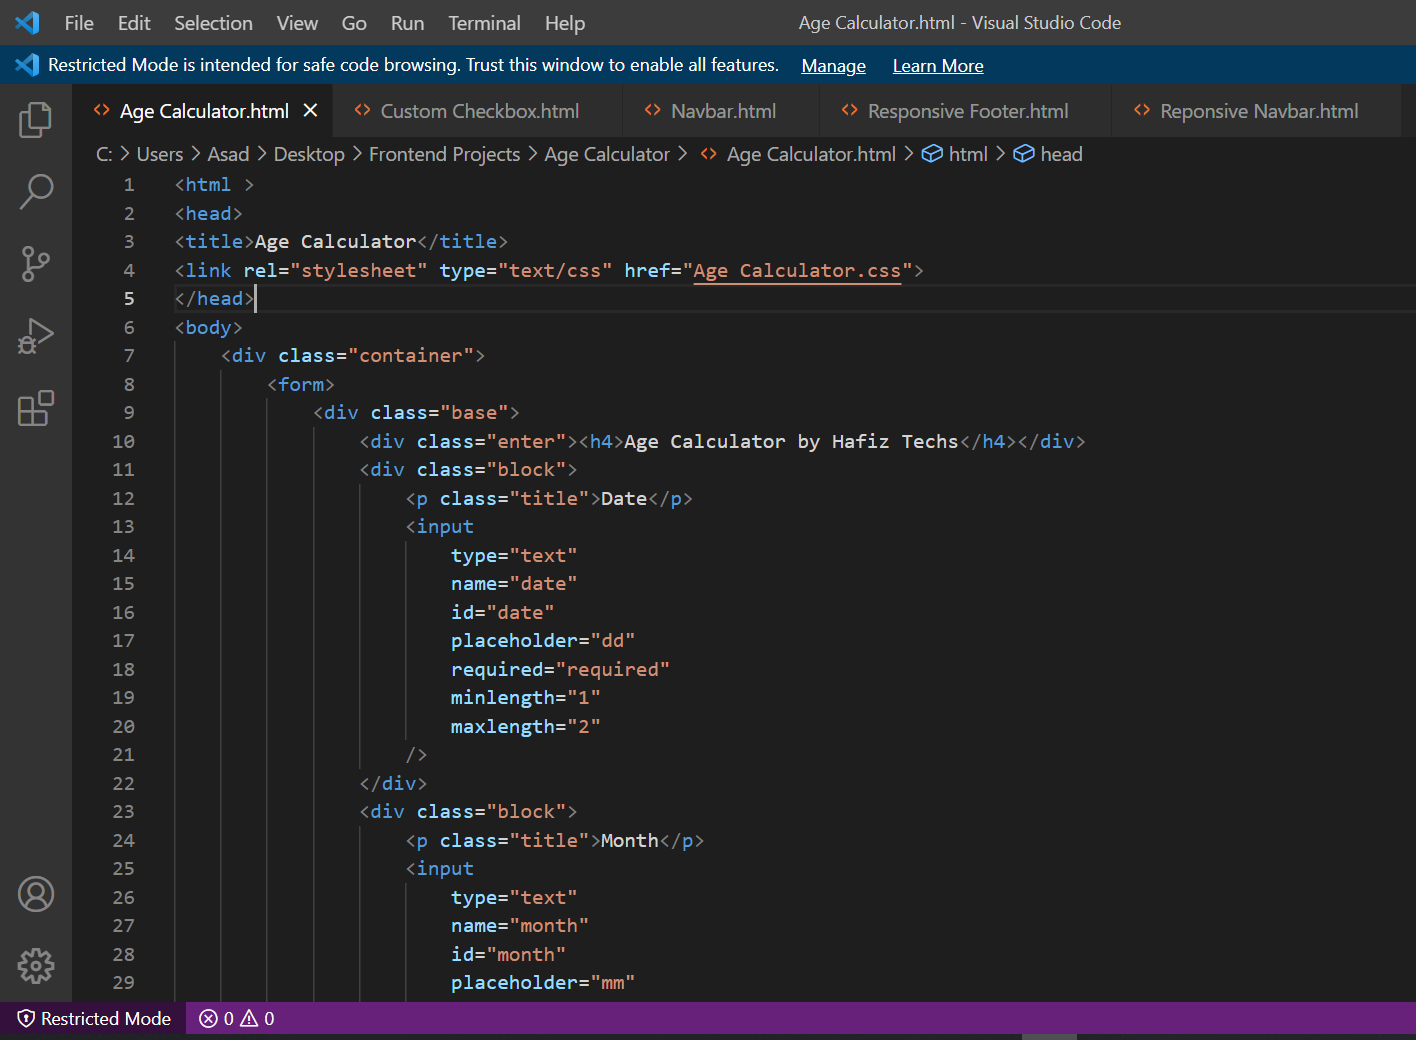 File Edit Selection View Go Run Terminal Help Age Calculator.html - Visual Studio Code
Restricted Mode is intended for safe code browsing. Trust this window to enable all features. Manage Learn More
Age Calculator.html Custom Checkbox.html Navbar.html Responsive Footer.html Reponsive Navbar.html
C: > Users > Asad > Desktop > Frontend Projects > Age Calculator > Age Calculator.html > html > head
1 <html >
2 <head>
3 <title>Age Calculator</title>
4 <link rel="stylesheet" type="text/css" href="Age Calculator.css">
5 </head>
6 <body>
7 <div class="container">
8 <form>
9 <div class="base">
10 <div class="enter"><h4>Age Calculator by Hafiz Techs</h4></div>
11 <div class="block">
12 <p class="title">Date</p>
13 <input
14 type="text"
15 name="date"
16 id="date"
17 placeholder="dd"
18 required="required"
19 minlength="1"
20 maxlength="2"
21 />
22 </div>
23 <div class="block">
24 <p class="title">Month</p>
25 <input
26 type="text"
27 name="month"
28 id="month"
29 placeholder="mm"
Restricted Mode 0 0